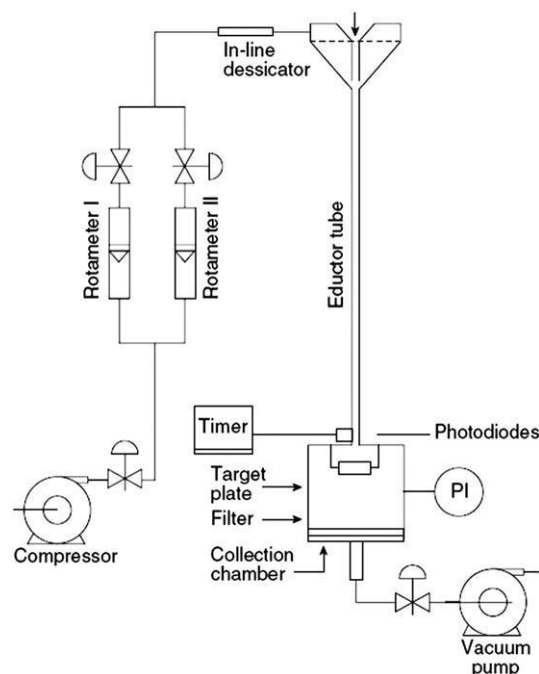 In-line
dessicator
Rotameter I
Rotameter II
Eductor tube
Timer
Photodiodes
Target
plate
PI
Filter
Compressor
Collection
chamber
Vacuum
pump